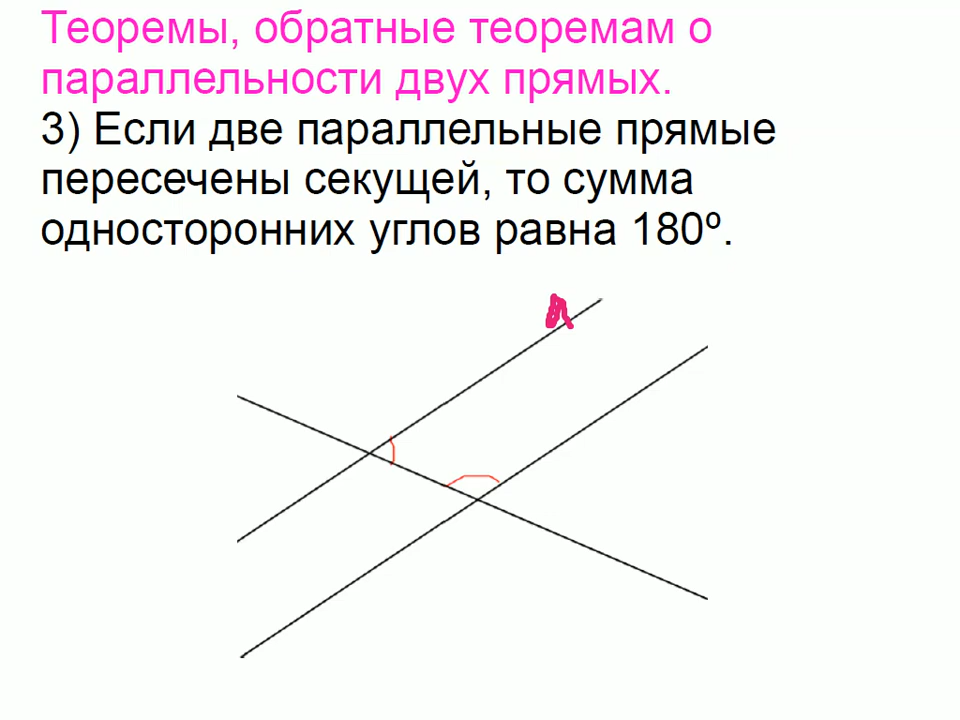 Теоремы, обратные теоремам о
параллельности двух прямых.
3) Если две параллельные прямые
пересечены секущей, то сумма
односторонних углов равна 180º.